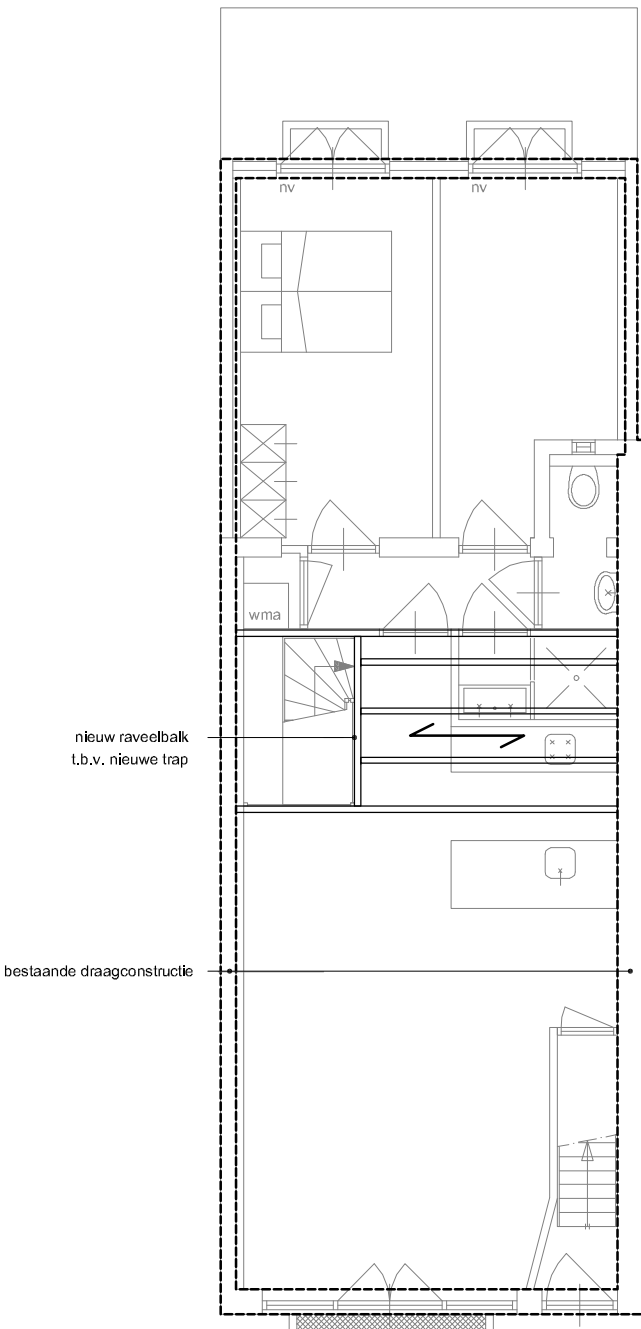 nv
nv
wma
nieuw raveelbalk
t.b.v. nieuwe trap
bestaande draagconstructie